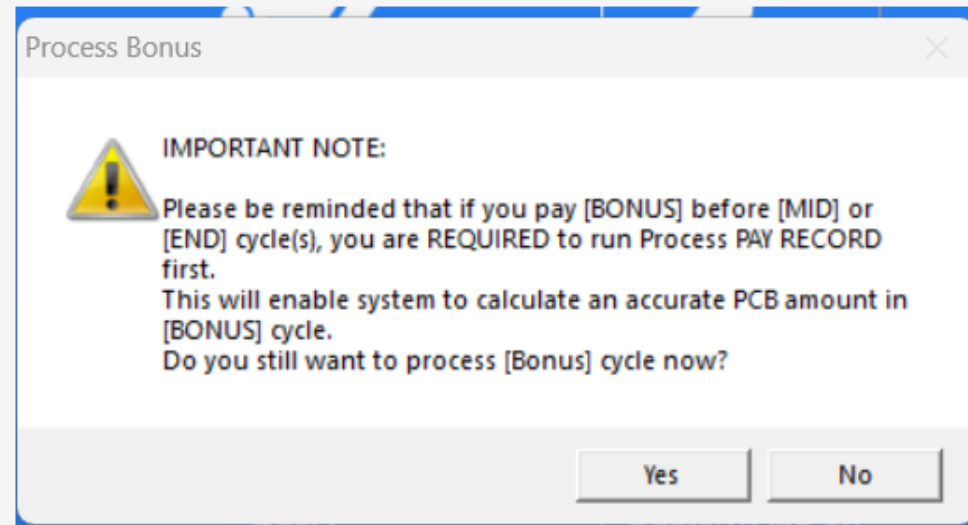 Process Bonus
IMPORTANT NOTE:
Please be reminded that if you pay [BONUS] before [MID] or
[END] cycle(s), you are REQUIRED to run Process PAY RECORD
first.
This will enable system to calculate an accurate PCB amount in
[BONUS] cycle.
Do you still want to process [Bonus] cycle now?
Yes
No